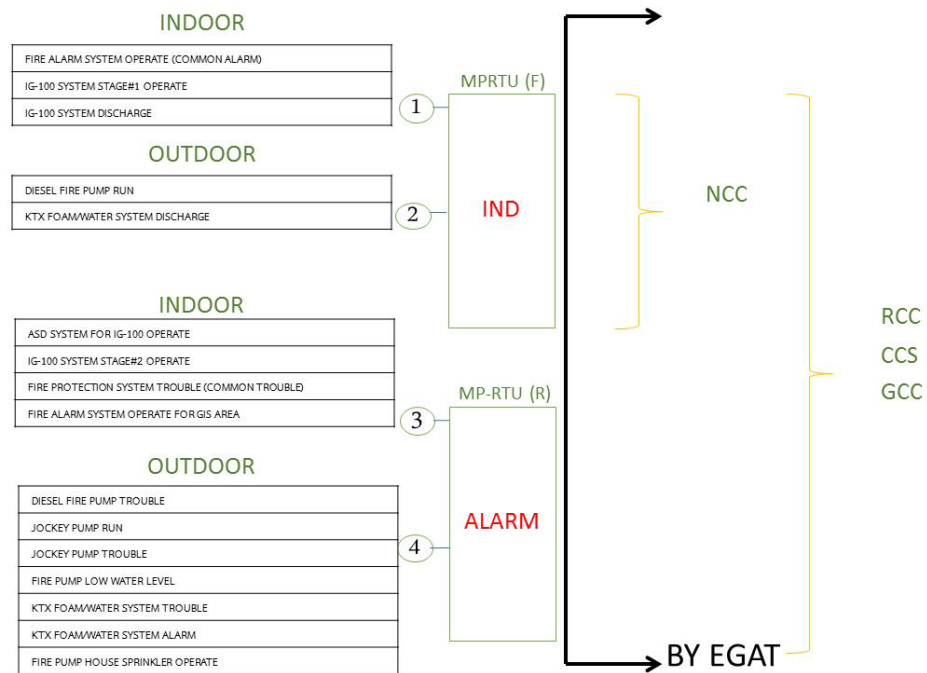 INDOOR
FIRE ALARM SYSTEM OPERATE (COMMON ALARM)
IG-100 SYSTEM STAGE#1 OPERATE
IG-100 SYSTEM DISCHARGE
OUTDOOR
DIESEL FIRE PUMP RUN
KTX FOAM/WATER SYSTEM DISCHARGE
INDOOR
ASD SYSTEM FOR IG-100 OPERATE
IG-100 SYSTEM STAGE#2 OPERATE
FIRE PROTECTION SYSTEM TROUBLE (COMMON TROUBLE)
FIRE ALARM SYSTEM OPERATE FOR GIS AREA
OUTDOOR
DIESEL FIRE PUMP TROUBLE
JOCKEY PUMP RUN
JOCKEY PUMP TROUBLE
FIRE PUMP LOW WATER LEVEL
KTX FOAM/WATER SYSTEM TROUBLE
KTX FOAM/WATER SYSTEM ALARM
FIRE PUMP HOUSE SPRINKLER OPERATE
1
2
3
4
MPRTU (F)
IND
MP-RTU (R)
ALARM
NCC
BY EGAT
RCC
CCS
GCC